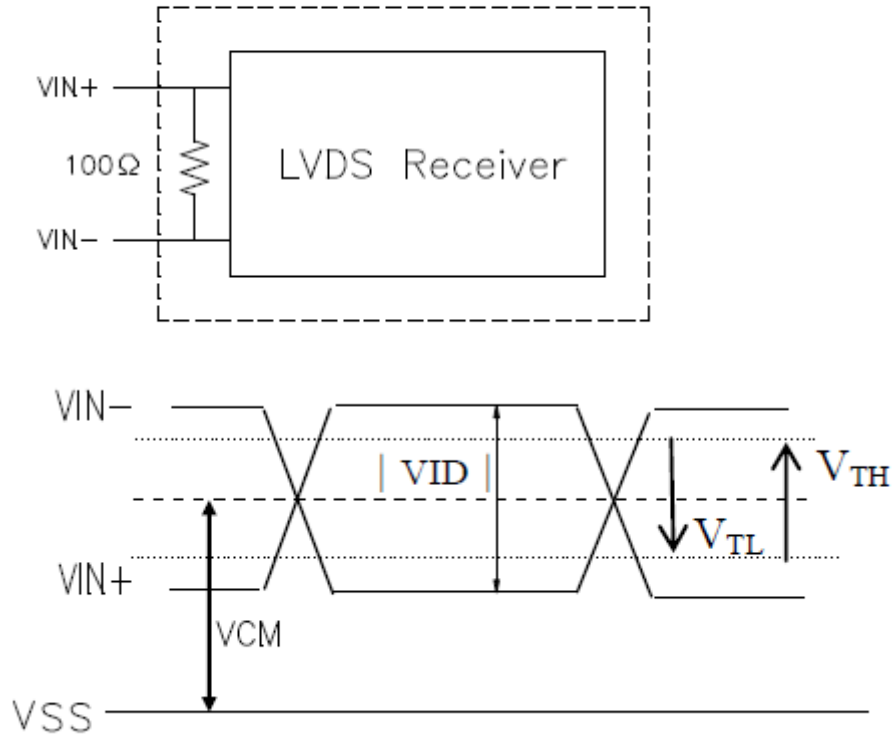 VIN+
100Ω
LVDS Receiver
VIN-
VIN-
| VID |
VTH
VTL
VIN+
VCM
VSS